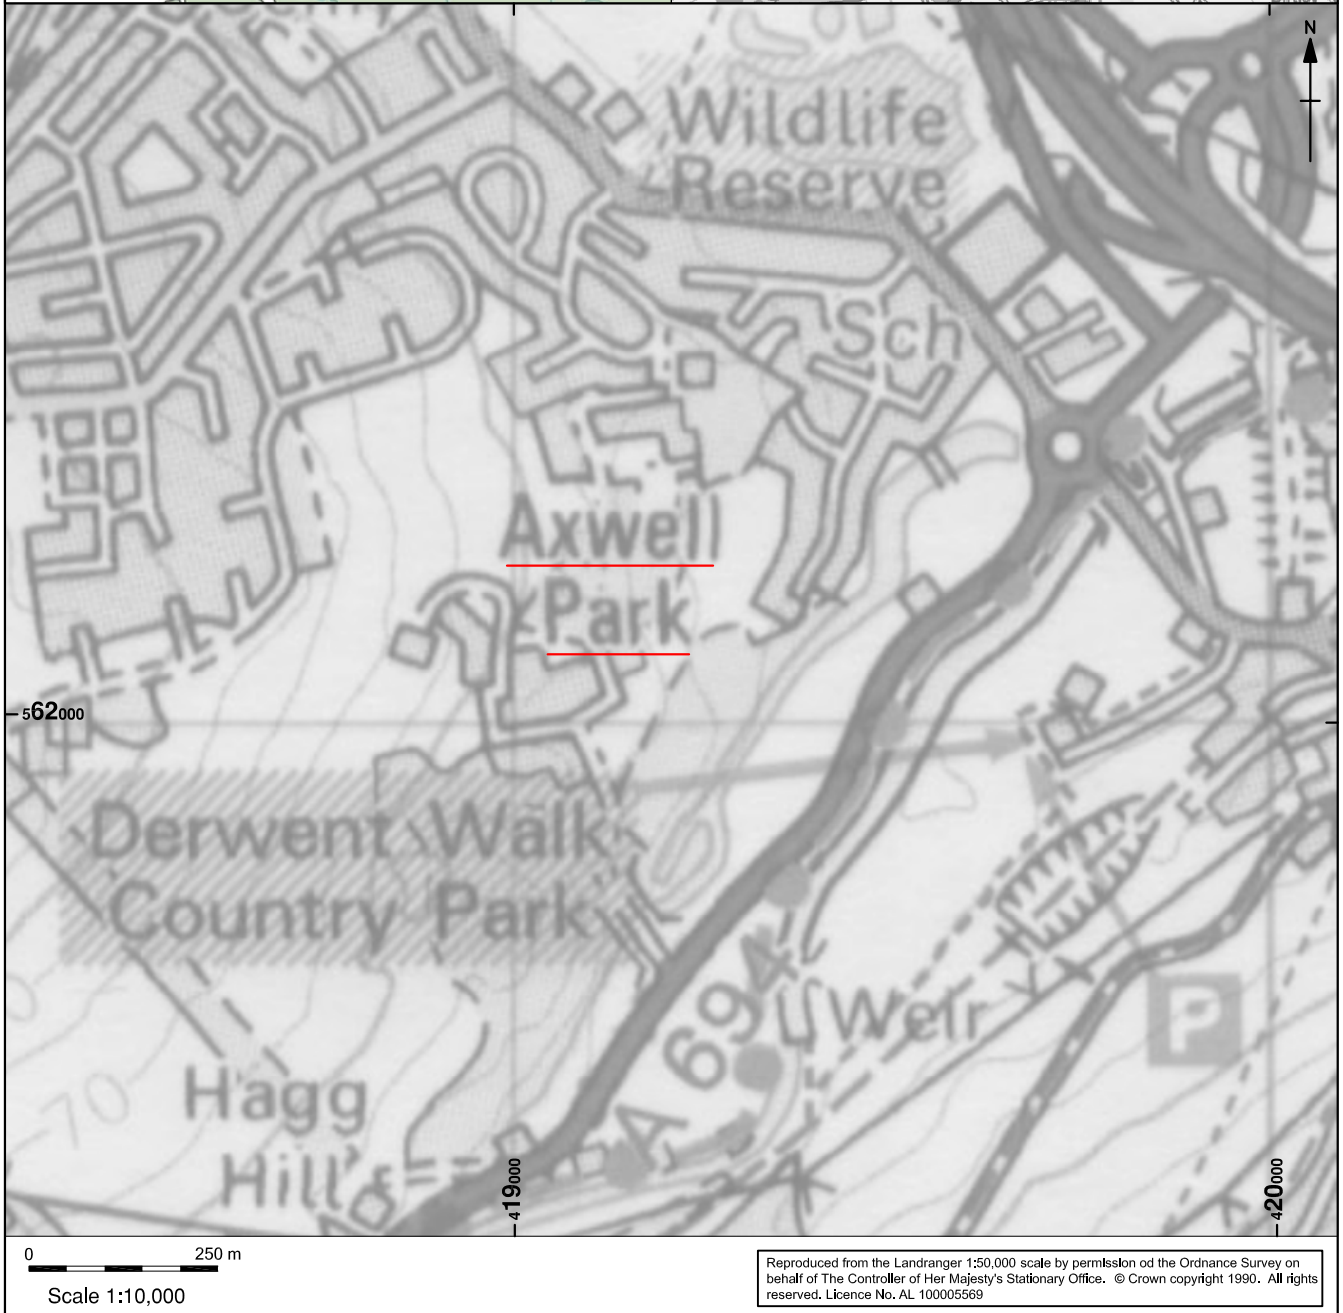 N
Wildlife
Reserve
Sch
Axwell
Park
562000
Derwent Walk
Country Park
A 694
Weir
P
Hagg
Hill
70
419000
420000
0 250 m
Scale 1:10,000
Reproduced from the Landranger 1:50,000 scale by permission od the Ordnance Survey on
behalf of The Controller of Her Majesty's Stationary Office. © Crown copyright 1990. All rights
reserved. Licence No. AL 100005569